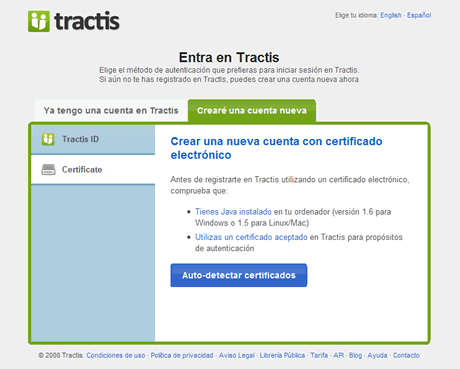 tractis
Elige tu idioma: English · Español
Entra en Tractis
Elige el método de autenticación que prefieras para iniciar sesión en Tractis.
Si aún no te has registrado en Tractis, puedes crear una cuenta nueva ahora
Ya tengo una cuenta en Tractis
Crearé una cuenta nueva
Tractis ID
Certificate
Crear una nueva cuenta con certificado
electrónico
Antes de registrarte en Tractis utilizando un certificado electrónico,
comprueba que:
• Tienes Java instalado en tu ordenador (versión 1.6 para
Windows o 1.5 para Linux/Mac)
• Utilizas un certificado aceptado en Tractis para propósitos
de autenticación
Auto-detectar certificados
© 2008 Tractis. Condiciones de uso · Política de privacidad · Aviso Legal · Librería Pública · Tarifa · API · Blog · Ayuda · Contacto